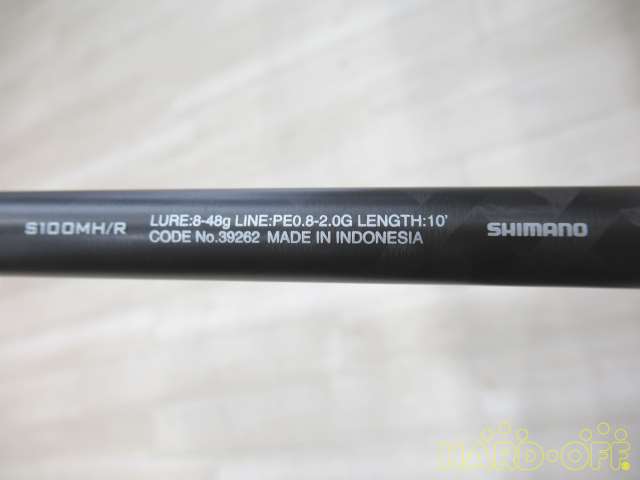 S100MH/R
LURE:8-48g LINE:PE0.8-2.0G LENGTH:10'
CODE No.39262 MADE IN INDONESIA
SHIMANO
HARD-OFF